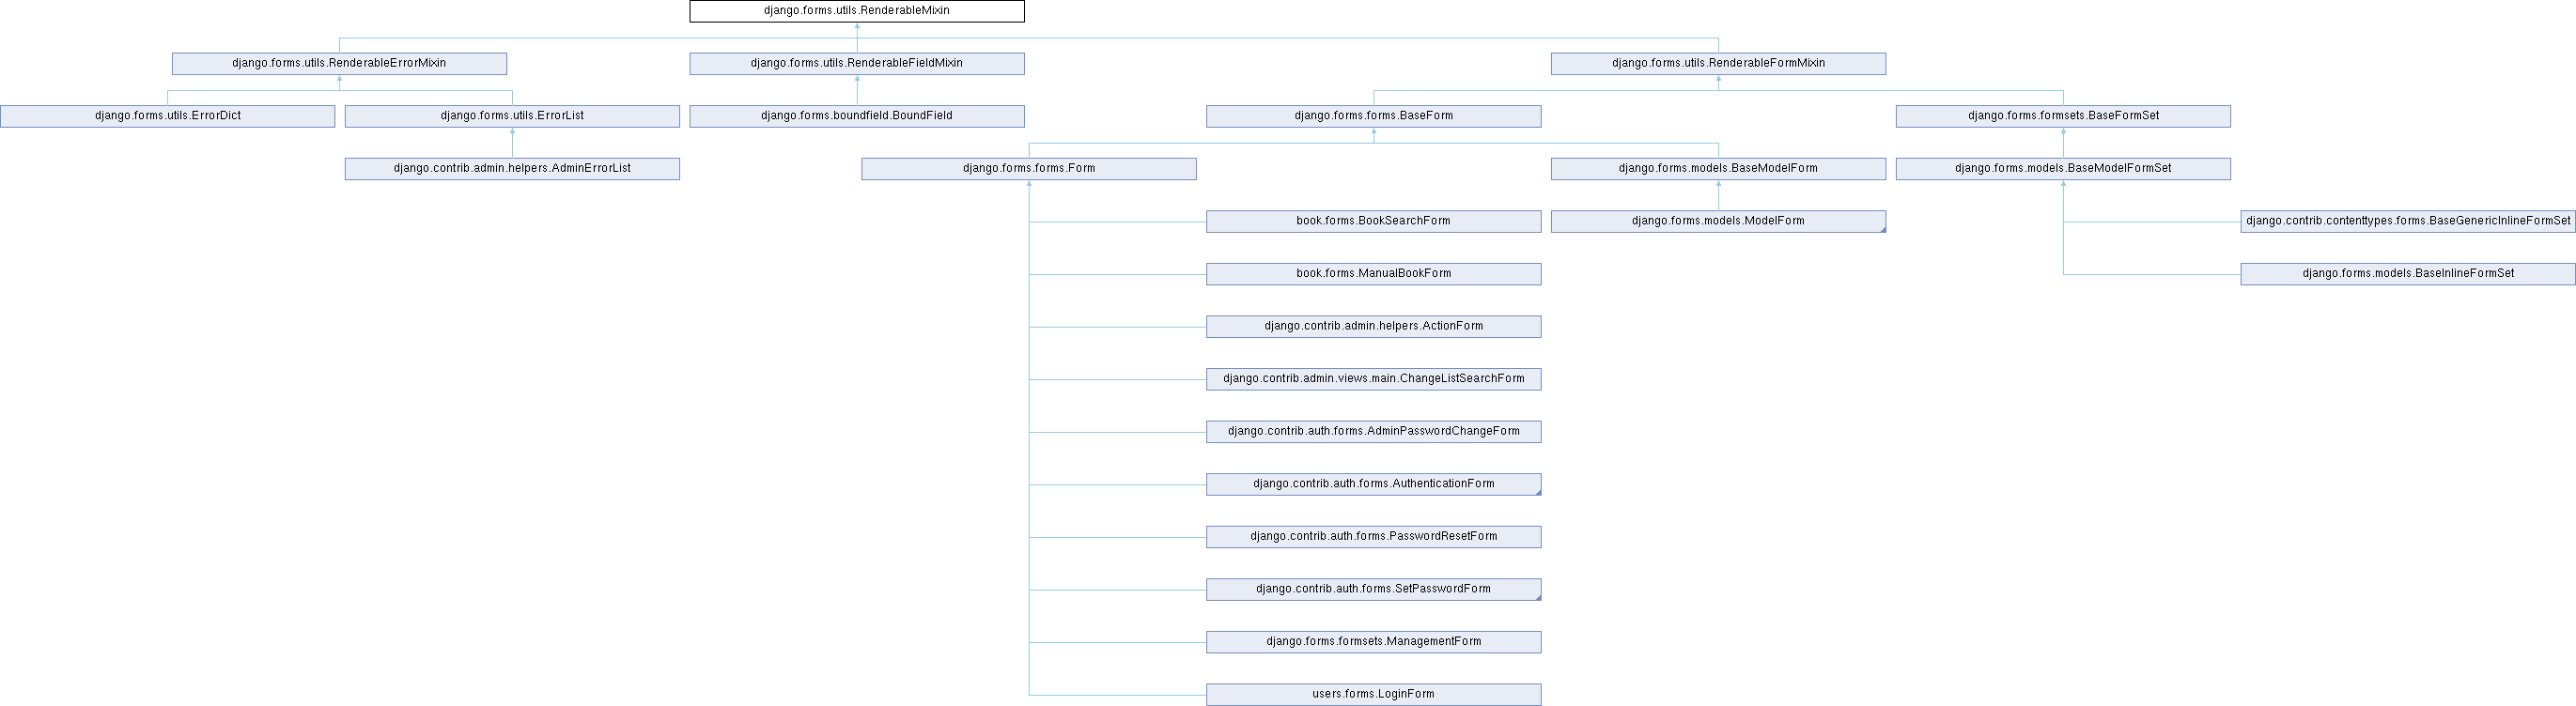 django.forms.utils.RenderableMixin
django.forms.utils.RenderableErrorMixin
django.forms.utils.RenderableFieldMixin
django.forms.utils.RenderableFormMixin
django.forms.utils.ErrorDict
django.forms.utils.ErrorList
django.forms.boundfield.BoundField
django.forms.forms.BaseForm
django.forms.formsets.BaseFormSet
django.contrib.admin.helpers.AdminErrorList
django.forms.forms.Form
django.forms.models.BaseModelForm
django.forms.models.BaseModelFormSet
book.forms.BookSearchForm
django.forms.models.ModelForm
django.contrib.contenttypes.forms.BaseGenericInlineFormSet
book.forms.ManualBookForm
django.forms.models.BaseInlineFormSet
django.contrib.admin.helpers.ActionForm
django.contrib.admin.views.main.ChangeListSearchForm
django.contrib.auth.forms.AdminPasswordChangeForm
django.contrib.auth.forms.AuthenticationForm
django.contrib.auth.forms.PasswordResetForm
django.contrib.auth.forms.SetPasswordForm
django.forms.formsets.ManagementForm
users.forms.LoginForm